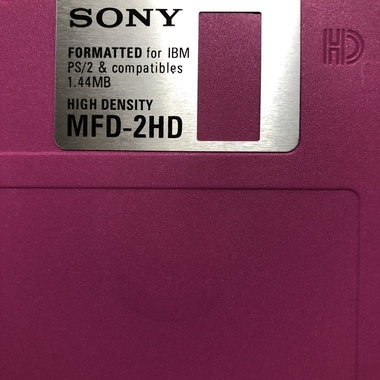 SONY
FORMATTED for IBM
PS/2 & compatibles
1.44MB
HIGH DENSITY
MFD-2HD
HD